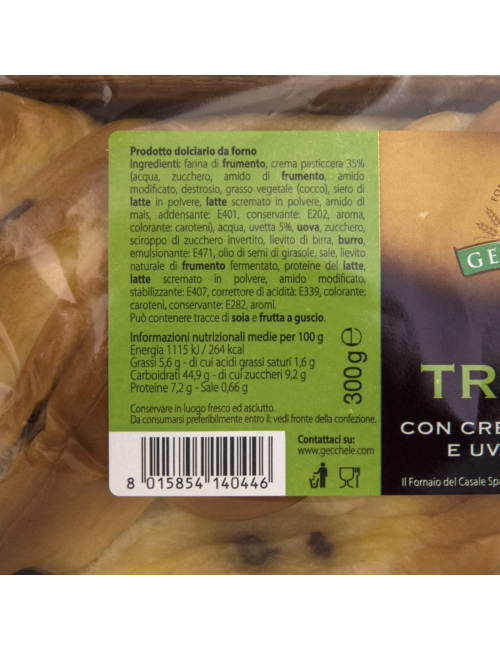 Prodotto dolciario da forno
Ingredienti: farina di frumento, crema pasticcera 35%
(acqua, zucchero, amido di frumento, amido
modificato, destrosio, grasso vegetale (cocco), siero di
latte in polvere, latte scremato in polvere, amido di
mais, addensante: E401, conservante: E202, aroma,
colorante: caroteni), acqua, uvetta 5%, uova, zucchero,
sciroppo di zucchero invertito, lievito di birra, burro,
emulsionante: E471, olio di semi di girasole, sale, lievito
naturale di frumento fermentato, proteine del latte,
latte scremato in polvere, amido modificato,
stabilizzante: E407, correttore di acidità: E339, colorante:
caroteni, conservante: E282, aromi.
Può contenere tracce di soia e frutta a guscio.
Informazioni nutrizionali medie per 100 g
Energia 1115 kJ / 264 kcal
Grassi 5,6 g - di cui acidi grassi saturi 1,6 g
Carboidrati 44,9 g - di cui zuccheri 9,2 g
Proteine 7,2 g - Sale 0,66 g
300g e
Conservare in luogo fresco ed asciutto.
Da consumarsi preferibilmente entro il: vedi fronte della confezione.
Contattaci su:
www.gecchele.com
8 015854 140446
GE
TR
CON CRE
E UV
Il Fornaio del Casale Spa